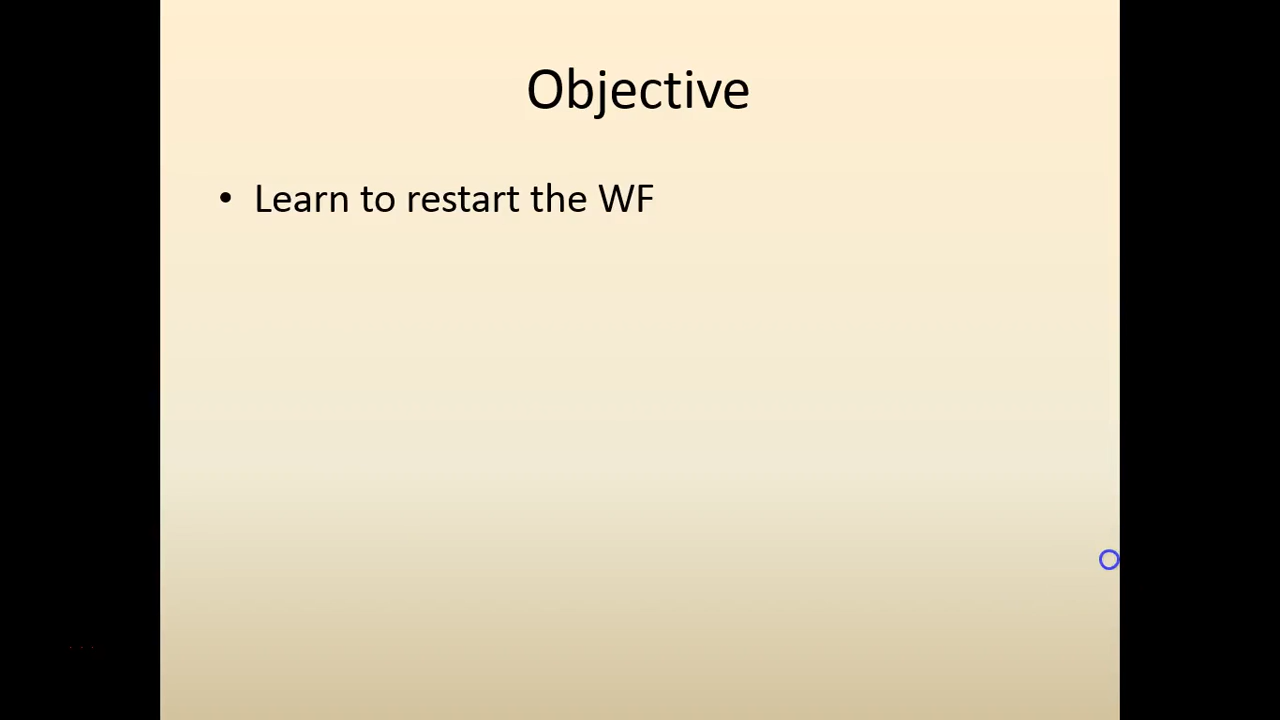 Objective
• Learn to restart the WF